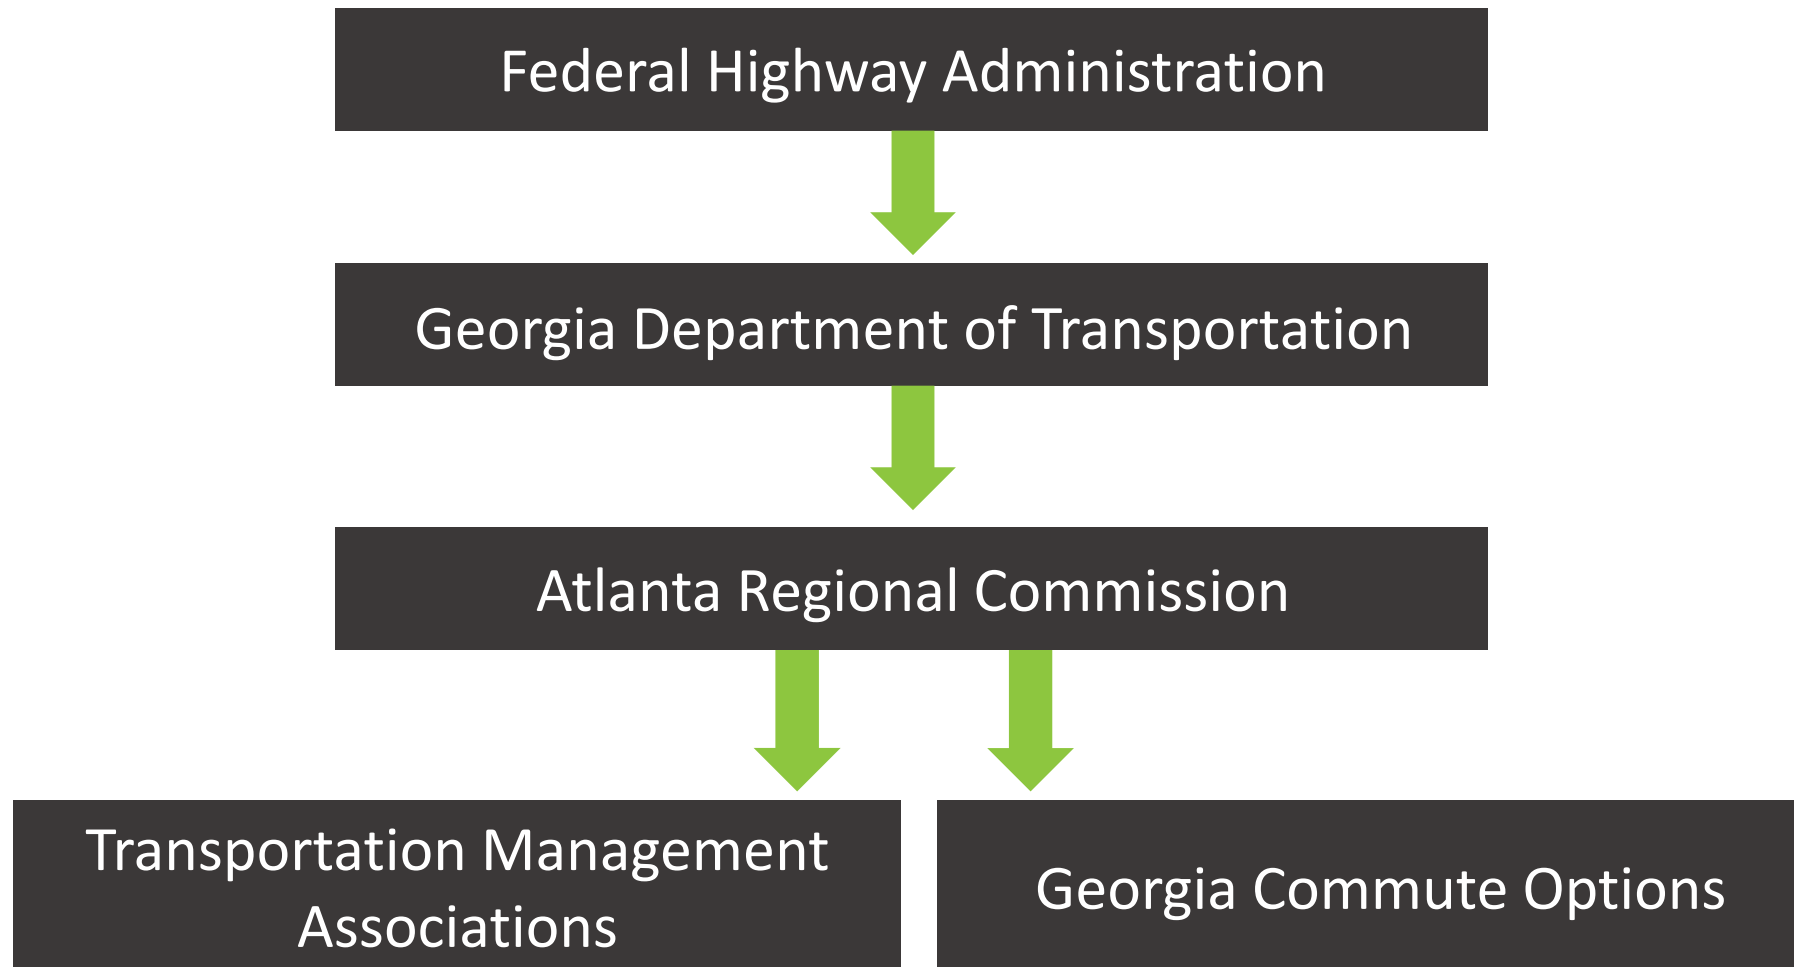 Federal Highway Administration
Georgia Department of Transportation
Atlanta Regional Commission
Transportation Management
Associations
Georgia Commute Options